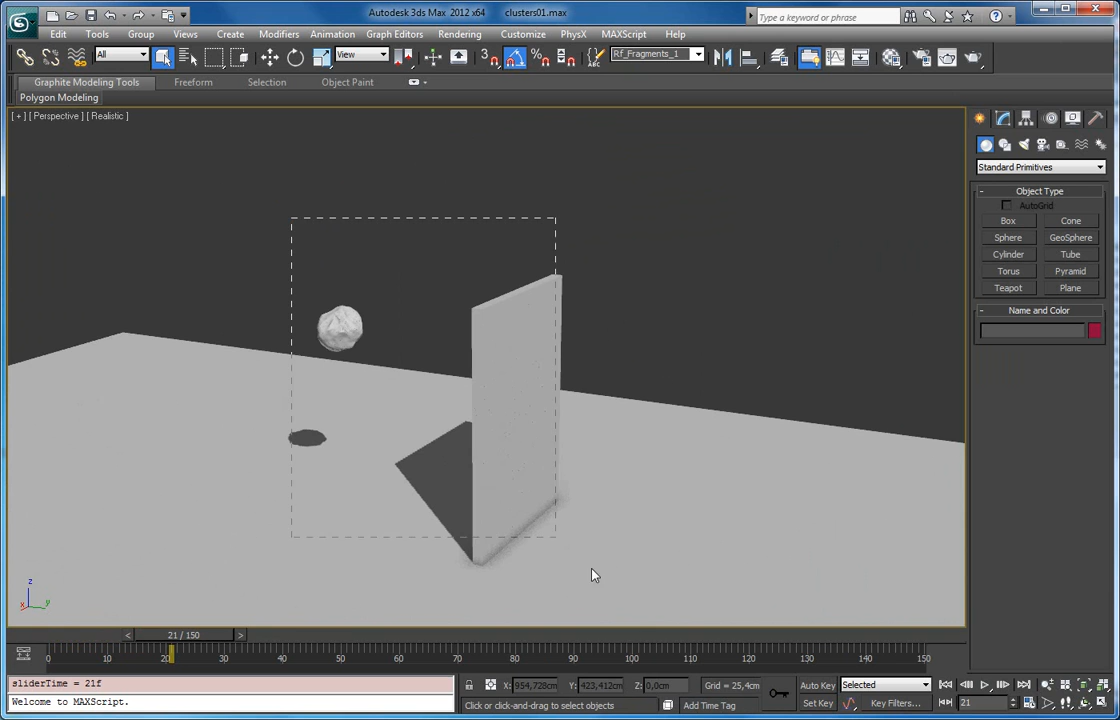 Autodesk 3ds Max 2012 x64 clusters01.max
Type a keyword or phrase
Edit Tools Group Views Create Modifiers Animation Graph Editors Rendering Customize PhysX MAXScript Help
All View Rf_Fragments_1
Graphite Modeling Tools Freeform Selection Object Paint
Polygon Modeling
[ + ] [ Perspective ] [ Realistic ]
Standard Primitives
Object Type
AutoGrid
Box Cone
Sphere GeoSphere
Cylinder Tube
Torus Pyramid
Teapot Plane
Name and Color
z
x y
< 21 / 150 >
0 10 20 30 40 50 60 70 80 90 100 110 120 130 140 150
sliderTime = 21f
X: 954,728cm Y: 423,412cm Z: 0,0cm Grid = 25,4cm Auto Key Selected
Welcome to MAXScript.
Click or click-and-drag to select objects Add Time Tag Set Key Key Filters... 21